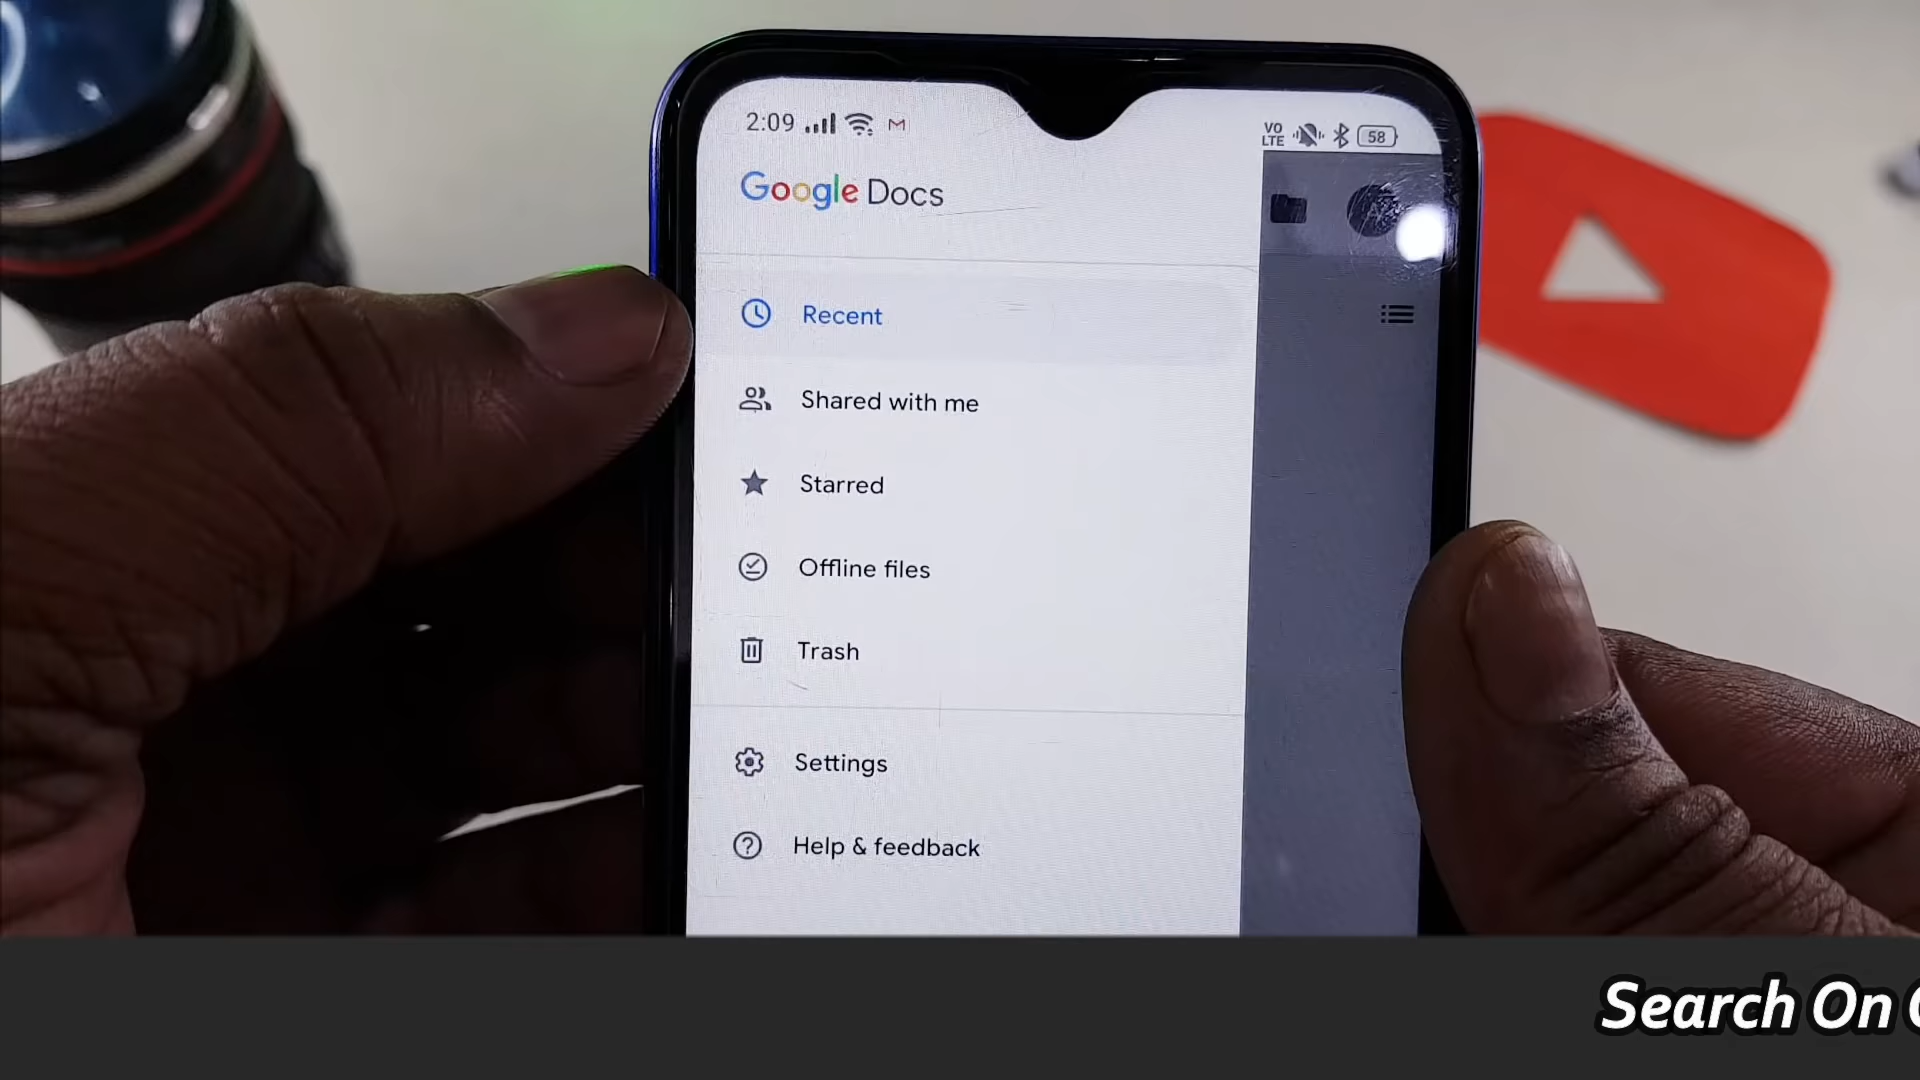 2:09
VO
LTE
58
Google Docs
Recent
Shared with me
Starred
Offline files
Trash
Settings
Help & feedback
Search On